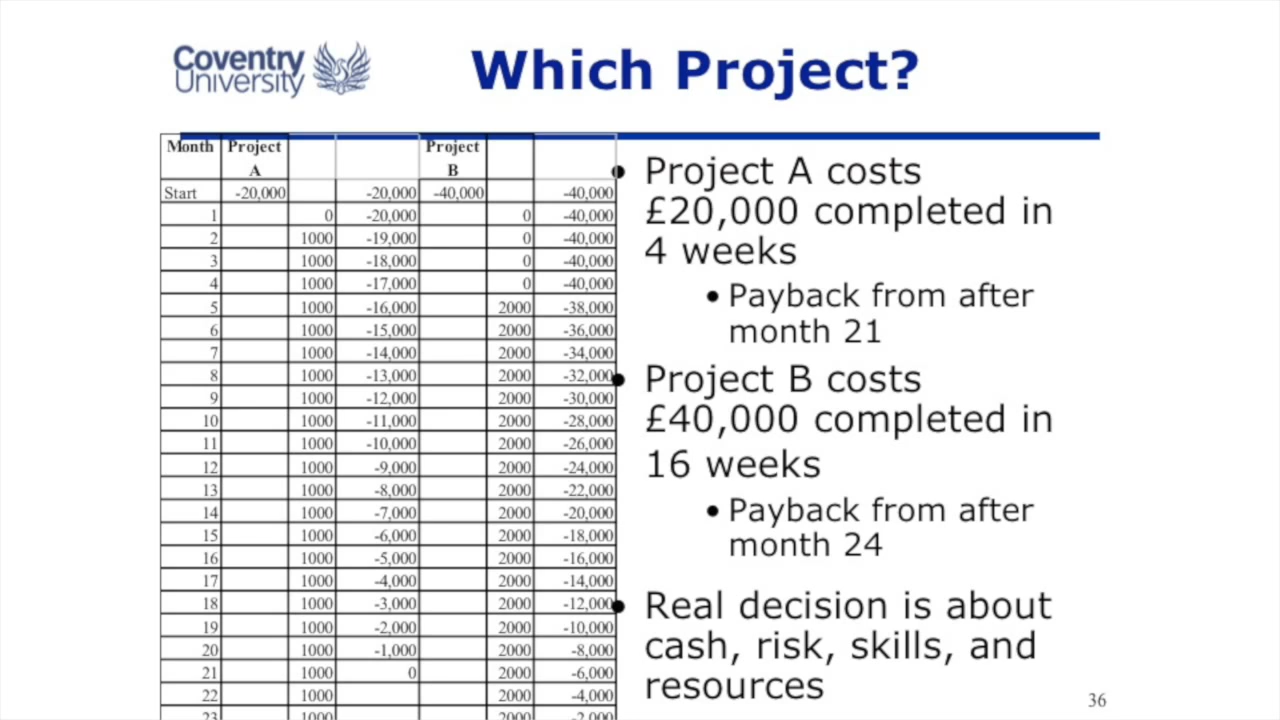 Coventry
University
Which Project?
Month Project A Project B
Start -20,000 -20,000 -40,000 -40,000
1 0 -20,000 0 -40,000
2 1000 -19,000 0 -40,000
3 1000 -18,000 0 -40,000
4 1000 -17,000 0 -40,000
5 1000 -16,000 2000 -38,000
6 1000 -15,000 2000 -36,000
7 1000 -14,000 2000 -34,000
8 1000 -13,000 2000 -32,000
9 1000 -12,000 2000 -30,000
10 1000 -11,000 2000 -28,000
11 1000 -10,000 2000 -26,000
12 1000 -9,000 2000 -24,000
13 1000 -8,000 2000 -22,000
14 1000 -7,000 2000 -20,000
15 1000 -6,000 2000 -18,000
16 1000 -5,000 2000 -16,000
17 1000 -4,000 2000 -14,000
18 1000 -3,000 2000 -12,000
19 1000 -2,000 2000 -10,000
20 1000 -1,000 2000 -8,000
21 1000 0 2000 -6,000
22 1000 2000 -4,000
23 1000 2000 -2,000
• Project A costs
£20,000 completed in
4 weeks
• Payback from after
month 21
• Project B costs
£40,000 completed in
16 weeks
• Payback from after
month 24
• Real decision is about
cash, risk, skills, and
resources
36